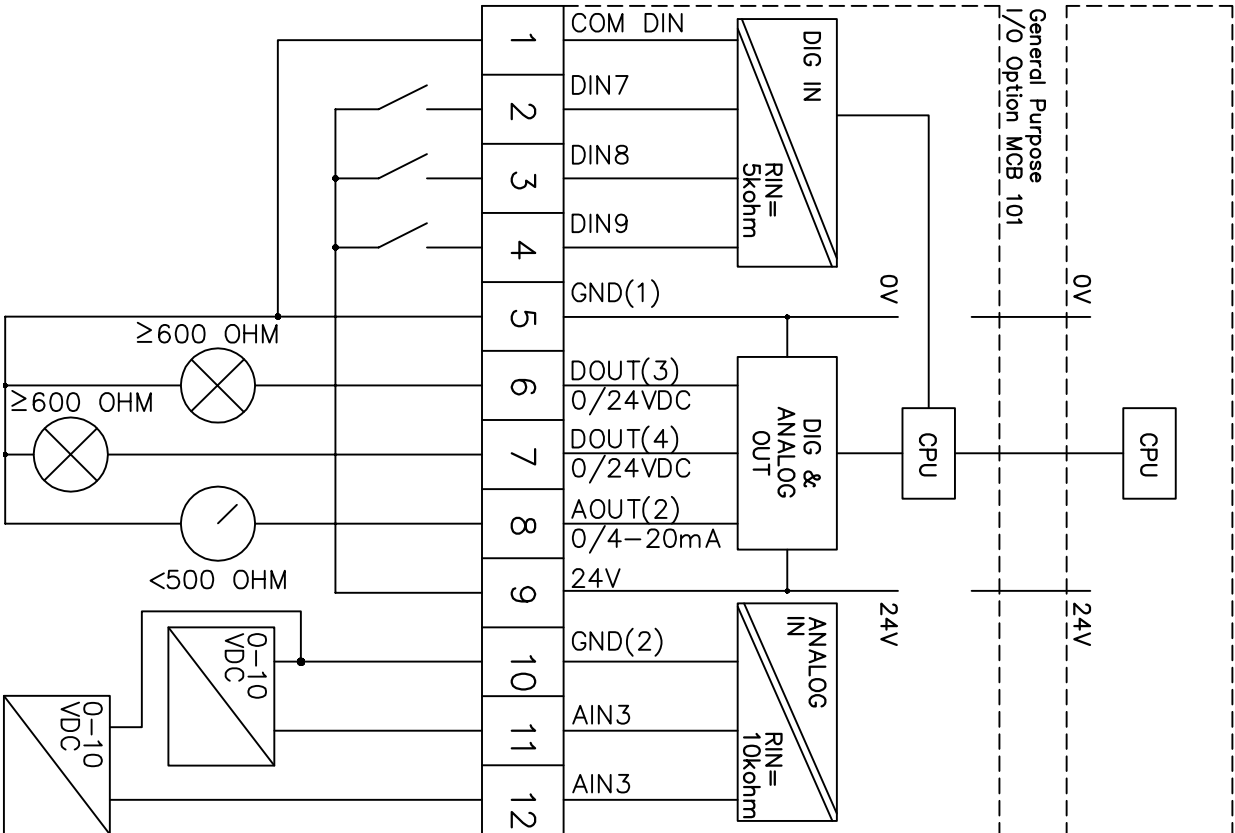 General Purpose
I/O Option MCB 101
COM DIN
DIN7
DIN8
DIN9
GND(1)
DOUT(3)
0/24VDC
DOUT(4)
0/24VDC
AOUT(2)
0/4-20mA
24V
GND(2)
AIN3
AIN3
1
2
3
4
5
6
7
8
9
10
11
12
DIG IN
RIN=
5kohm
0V
0V
DIG &
ANALOG
OUT
CPU
CPU
24V
24V
ANALOG
IN
RIN=
10kohm
≥600 OHM
≥600 OHM
<500 OHM
0-10
VDC
0-10
VDC